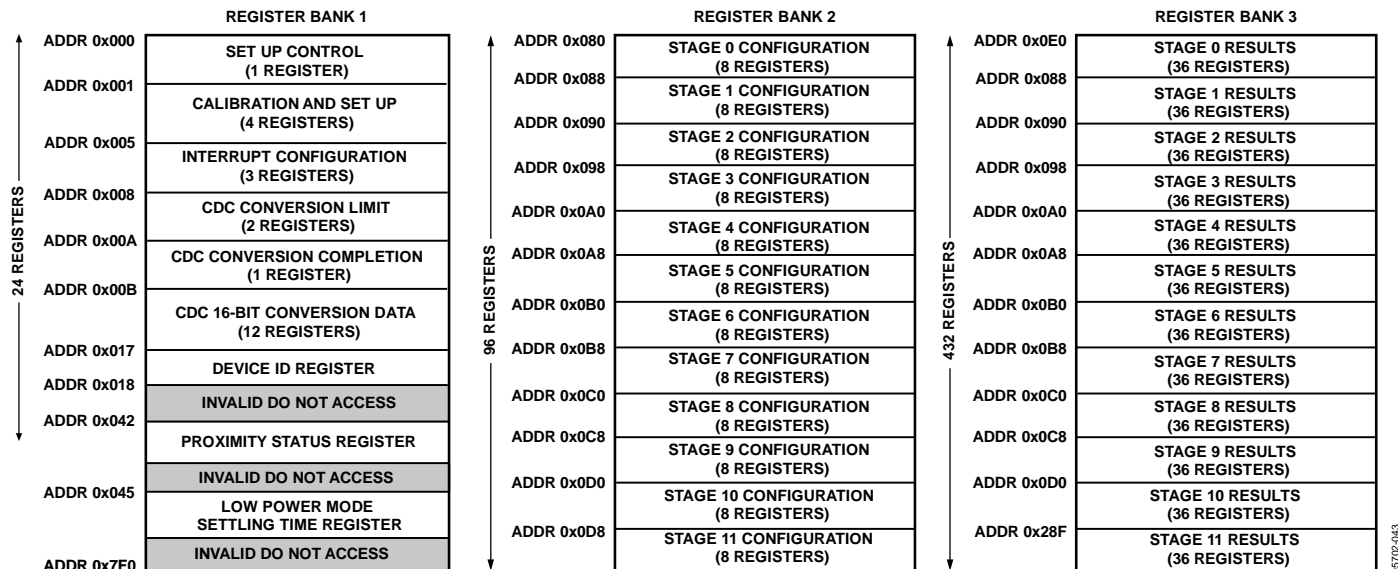 REGISTER BANK 1
ADDR 0x000
SET UP CONTROL
(1 REGISTER)
ADDR 0x001
CALIBRATION AND SET UP
(4 REGISTERS)
ADDR 0x005
INTERRUPT CONFIGURATION
(3 REGISTERS)
ADDR 0x008
CDC CONVERSION LIMIT
(2 REGISTERS)
ADDR 0x00A
CDC CONVERSION COMPLETION
(1 REGISTER)
ADDR 0x00B
CDC 16-BIT CONVERSION DATA
(12 REGISTERS)
ADDR 0x017
DEVICE ID REGISTER
ADDR 0x018
INVALID DO NOT ACCESS
ADDR 0x042
PROXIMITY STATUS REGISTER
INVALID DO NOT ACCESS
ADDR 0x045
LOW POWER MODE
SETTLING TIME REGISTER
INVALID DO NOT ACCESS
ADDR 0x7F0
24 REGISTERS
REGISTER BANK 2
ADDR 0x080
STAGE 0 CONFIGURATION
(8 REGISTERS)
ADDR 0x088
STAGE 1 CONFIGURATION
(8 REGISTERS)
ADDR 0x090
STAGE 2 CONFIGURATION
(8 REGISTERS)
ADDR 0x098
STAGE 3 CONFIGURATION
(8 REGISTERS)
ADDR 0x0A0
STAGE 4 CONFIGURATION
(8 REGISTERS)
ADDR 0x0A8
STAGE 5 CONFIGURATION
(8 REGISTERS)
ADDR 0x0B0
STAGE 6 CONFIGURATION
(8 REGISTERS)
ADDR 0x0B8
STAGE 7 CONFIGURATION
(8 REGISTERS)
ADDR 0x0C0
STAGE 8 CONFIGURATION
(8 REGISTERS)
ADDR 0x0C8
STAGE 9 CONFIGURATION
(8 REGISTERS)
ADDR 0x0D0
STAGE 10 CONFIGURATION
(8 REGISTERS)
ADDR 0x0D8
STAGE 11 CONFIGURATION
(8 REGISTERS)
96 REGISTERS
REGISTER BANK 3
ADDR 0x0E0
STAGE 0 RESULTS
(36 REGISTERS)
ADDR 0x088
STAGE 1 RESULTS
(36 REGISTERS)
ADDR 0x090
STAGE 2 RESULTS
(36 REGISTERS)
ADDR 0x098
STAGE 3 RESULTS
(36 REGISTERS)
ADDR 0x0A0
STAGE 4 RESULTS
(36 REGISTERS)
ADDR 0x0A8
STAGE 5 RESULTS
(36 REGISTERS)
ADDR 0x0B0
STAGE 6 RESULTS
(36 REGISTERS)
ADDR 0x0B8
STAGE 7 RESULTS
(36 REGISTERS)
ADDR 0x0C0
STAGE 8 RESULTS
(36 REGISTERS)
ADDR 0x0C8
STAGE 9 RESULTS
(36 REGISTERS)
ADDR 0x0D0
STAGE 10 RESULTS
(36 REGISTERS)
ADDR 0x28F
STAGE 11 RESULTS
(36 REGISTERS)
432 REGISTERS